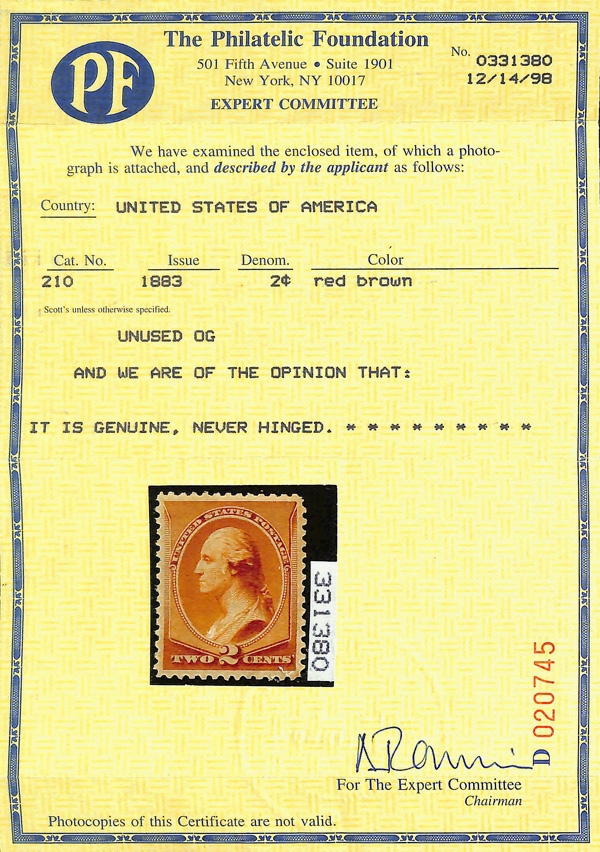 PF
The Philatelic Foundation
501 Fifth Avenue • Suite 1901
New York, NY 10017
EXPERT COMMITTEE
No. 0331380
12/14/98
We have examined the enclosed item, of which a photo-
graph is attached, and described by the applicant as follows:
Country: UNITED STATES OF AMERICA
Cat. No. Issue Denom. Color
210 1883 2¢ red brown
Scott's unless otherwise specified.
UNUSED OG
AND WE ARE OF THE OPINION THAT:
IT IS GENUINE, NEVER HINGED. * * * * * * * * *
UNITED STATES POSTAGE
TWO 2 CENTS
331380
D 020745
For The Expert Committee
Chairman
Photocopies of this Certificate are not valid.